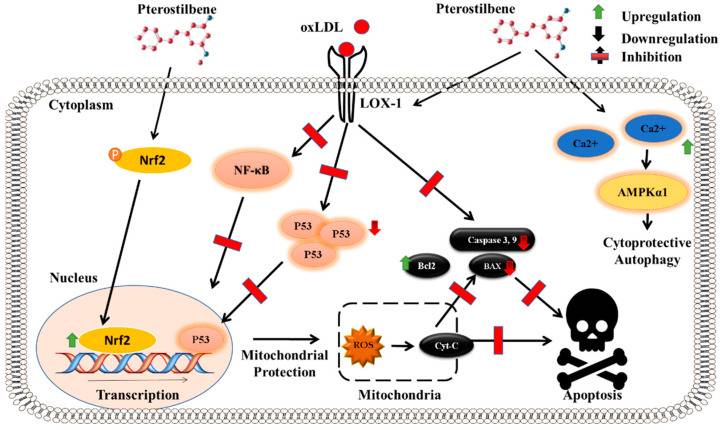 Pterostilbene
oxLDL
Pterostilbene
Upregulation
Downregulation
Inhibition
Cytoplasm
LOX-1
P
Nrf2
NF-κB
Ca2+
Ca2+
AMPKα1
P53
P53
P53
Caspase 3, 9
Bcl2
BAX
Cytoprotective
Autophagy
Nucleus
Nrf2
P53
Mitochondrial
Protection
ROS
Cyt-C
Transcription
Mitochondria
Apoptosis